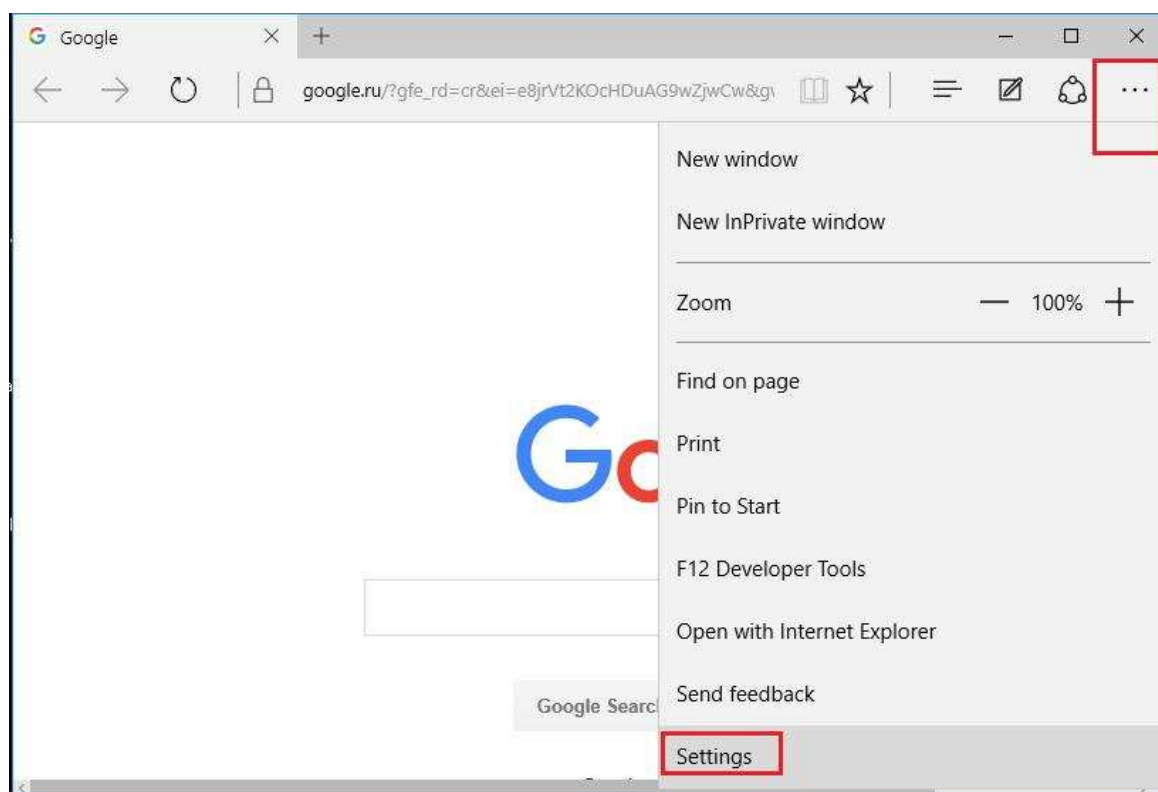 Google
google.ru/?gfe_rd=cr&ei=e8jrVt2KOcHDuAG9wZjwCw&g
New window
New InPrivate window
Zoom 100%
Find on page
Print
Pin to Start
Go
F12 Developer Tools
Open with Internet Explorer
Send feedback
Google Searc
Settings